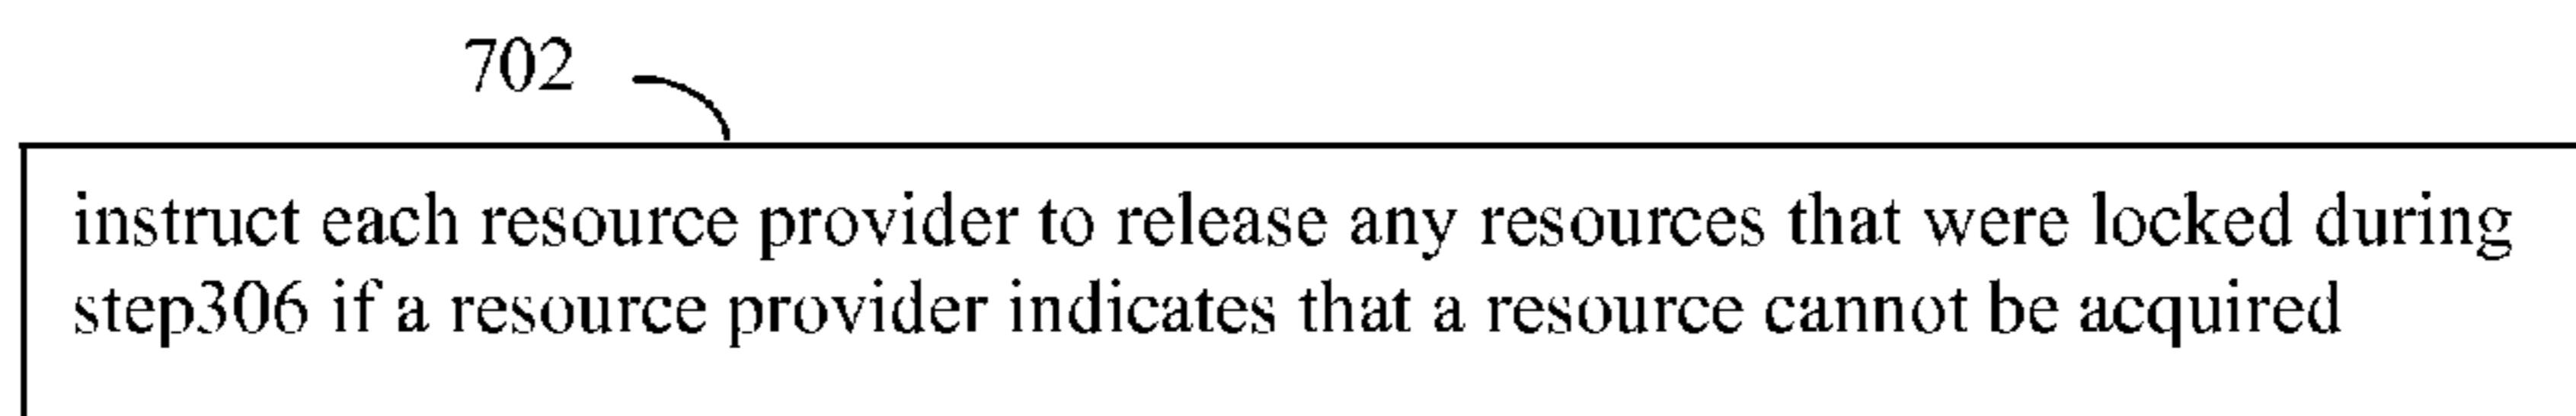 702
instruct each resource provider to release any resources that were locked during
step306 if a resource provider indicates that a resource cannot be acquired